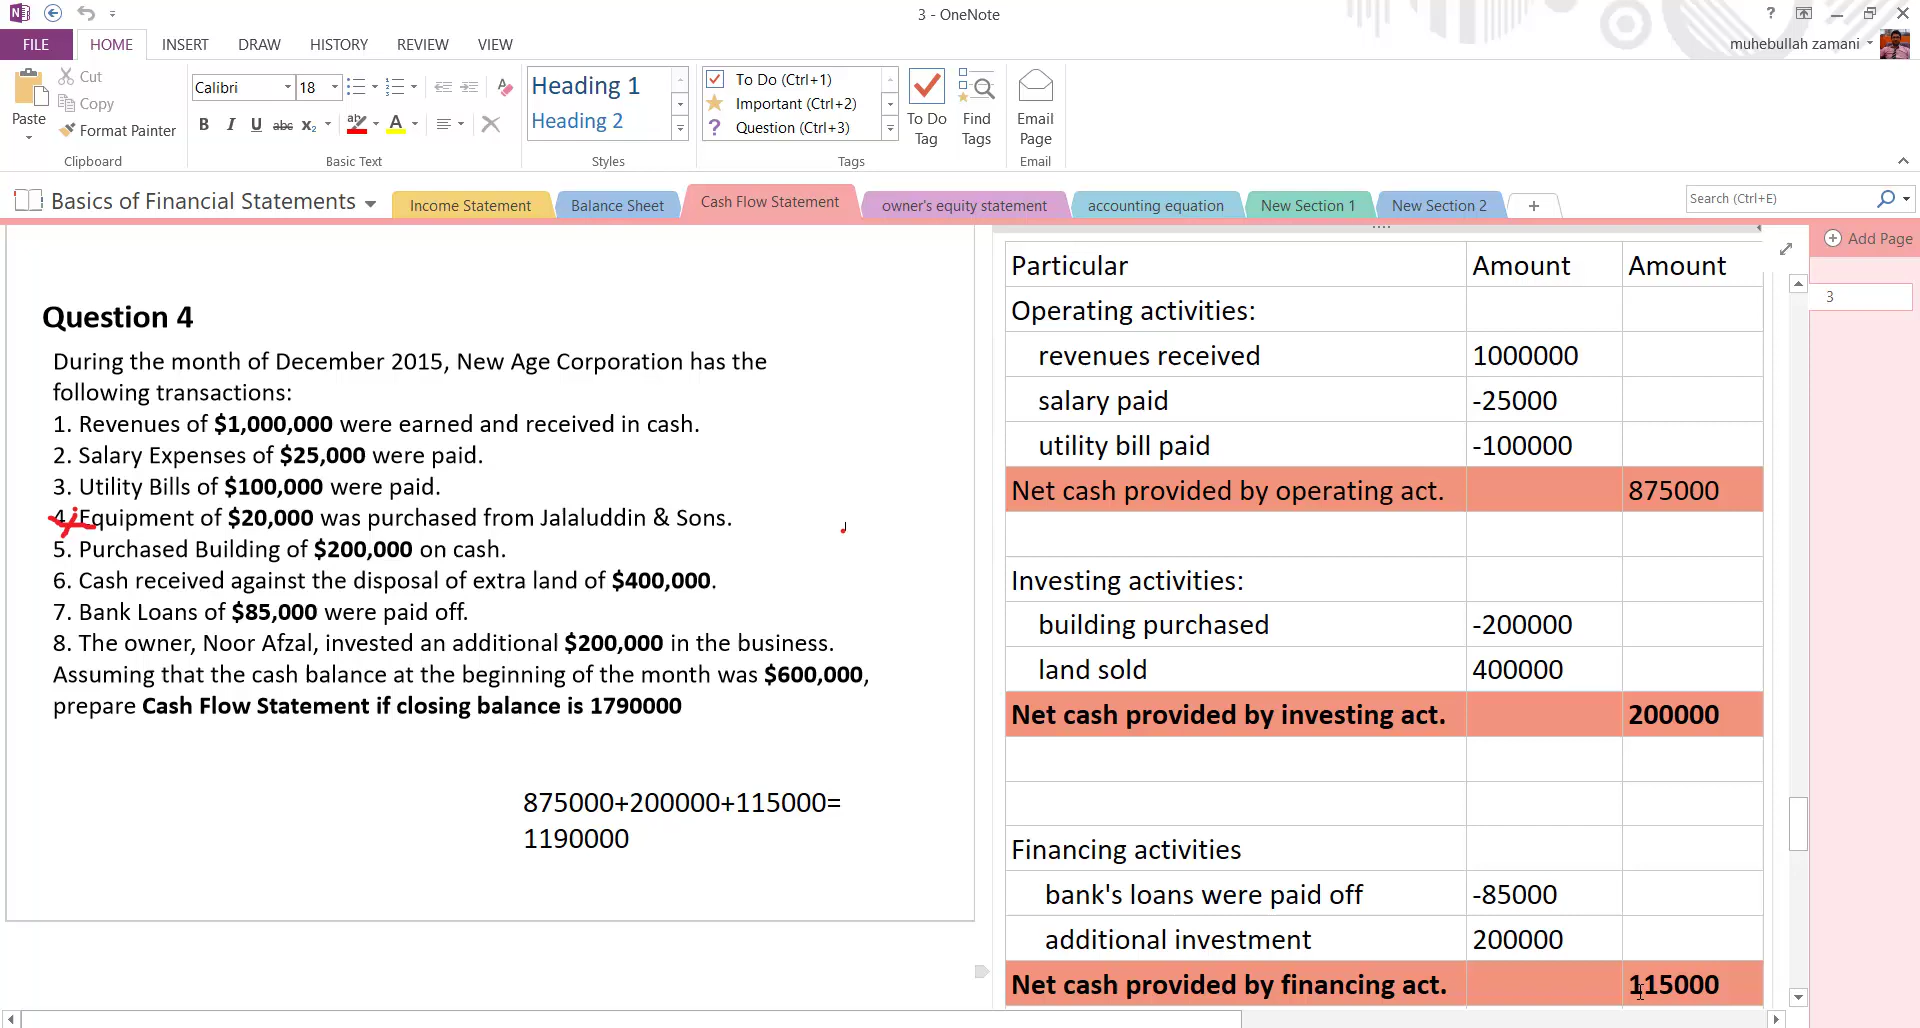 3 - OneNote
?
muhebullah zamani
FILE HOME INSERT DRAW HISTORY REVIEW VIEW
Paste
Cut
Copy
Format Painter
Clipboard
Calibri 18
B I U abc x₂ ab A
Basic Text
Heading 1
Heading 2
Styles
To Do (Ctrl+1)
Important (Ctrl+2)
? Question (Ctrl+3)
To Do Tag
Find Tags
Tags
Email Page
Email
Basics of Financial Statements
Income Statement Balance Sheet Cash Flow Statement owner's equity statement accounting equation New Section 1 New Section 2 +
Search (Ctrl+E)
Add Page
3
Question 4
During the month of December 2015, New Age Corporation has the
following transactions:
1. Revenues of $1,000,000 were earned and received in cash.
2. Salary Expenses of $25,000 were paid.
3. Utility Bills of $100,000 were paid.
4. Equipment of $20,000 was purchased from Jalaluddin & Sons.
5. Purchased Building of $200,000 on cash.
6. Cash received against the disposal of extra land of $400,000.
7. Bank Loans of $85,000 were paid off.
8. The owner, Noor Afzal, invested an additional $200,000 in the business.
Assuming that the cash balance at the beginning of the month was $600,000,
prepare Cash Flow Statement if closing balance is 1790000
875000+200000+115000=
1190000
Particular Amount Amount
Operating activities:
revenues received 1000000
salary paid -25000
utility bill paid -100000
Net cash provided by operating act. 875000
Investing activities:
building purchased -200000
land sold 400000
Net cash provided by investing act. 200000
Financing activities
bank's loans were paid off -85000
additional investment 200000
Net cash provided by financing act. 115000